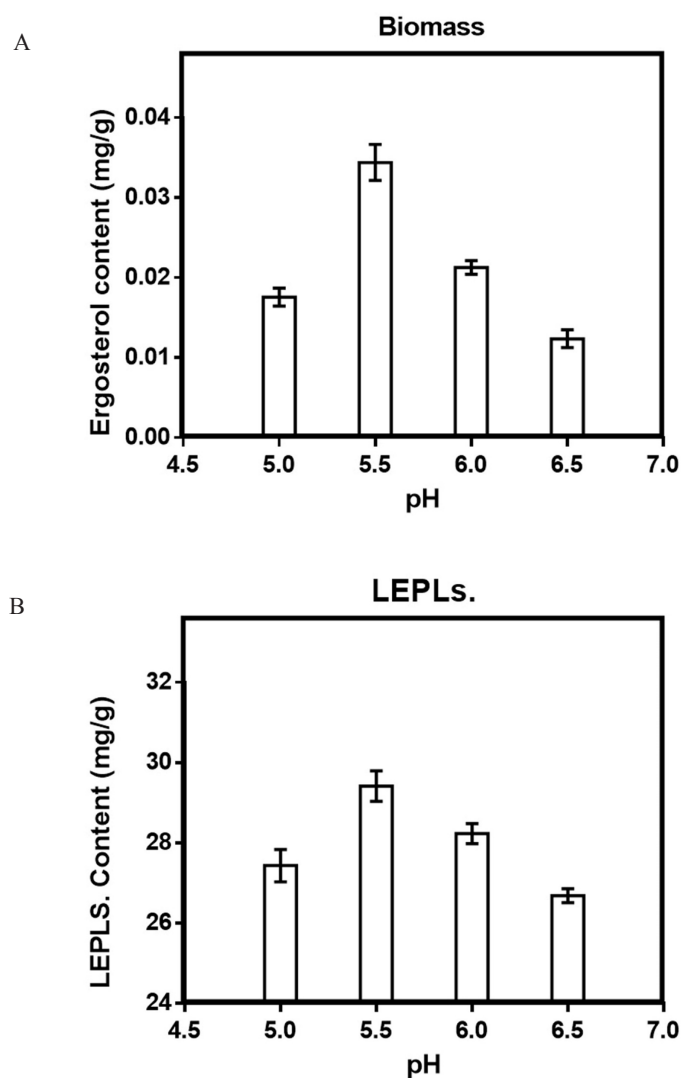 A
Biomass
Ergosterol content (mg/g)
0.04
0.03
0.02
0.01
0.00
4.5 5.0 5.5 6.0 6.5 7.0
pH
B
LEPLs.
LEPLS. Content (mg/g)
32
30
28
26
24
4.5 5.0 5.5 6.0 6.5 7.0
pH